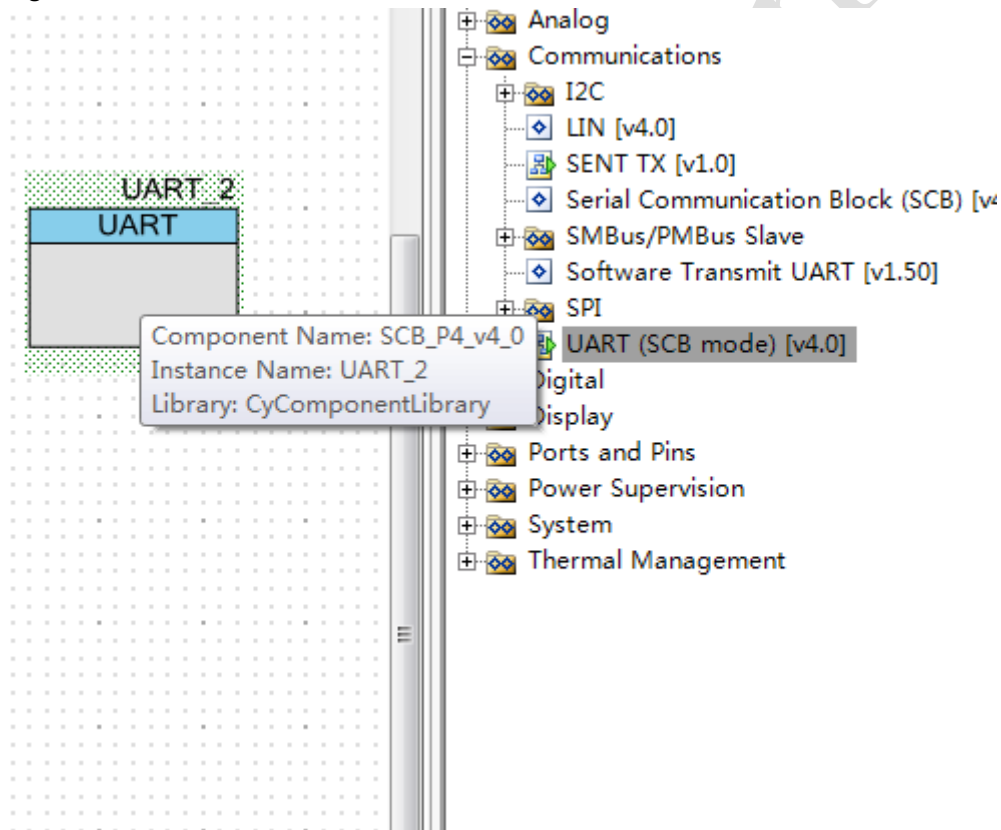 UART_2
UART
Component Name: SCB_P4_v4_0
Instance Name: UART_2
Library: CyComponentLibrary
Analog
Communications
I2C
LIN [v4.0]
SENT TX [v1.0]
Serial Communication Block (SCB) [v4
SMBus/PMBus Slave
Software Transmit UART [v1.50]
SPI
UART (SCB mode) [v4.0]
Digital
Display
Ports and Pins
Power Supervision
System
Thermal Management